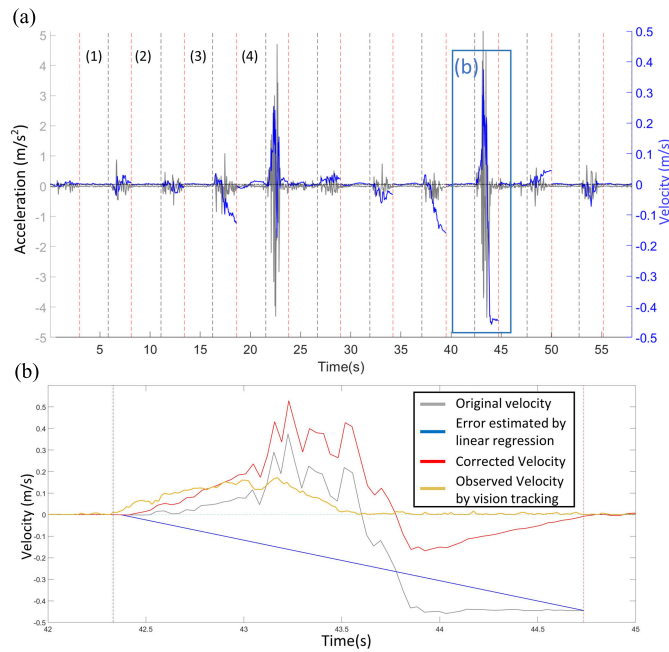 (a)
(1) (2) (3) (4) (b)
Acceleration (m/s²)
5
4
3
2
1
0
-1
-2
-3
-4
-5
0.5
0.4
0.3
0.2
0.1
0
-0.1
-0.2
-0.3
-0.4
-0.5
Velocity (m/s)
5 10 15 20 25 30 35 40 45 50 55
Time(s)
(b)
Velocity (m/s)
0.5
0.4
0.3
0.2
0.1
0
-0.1
-0.2
-0.3
-0.4
-0.5
Original velocity
Error estimated by
linear regression
Corrected Velocity
Observed Velocity
by vision tracking
42 42.5 43 43.5 44 44.5 45
Time(s)